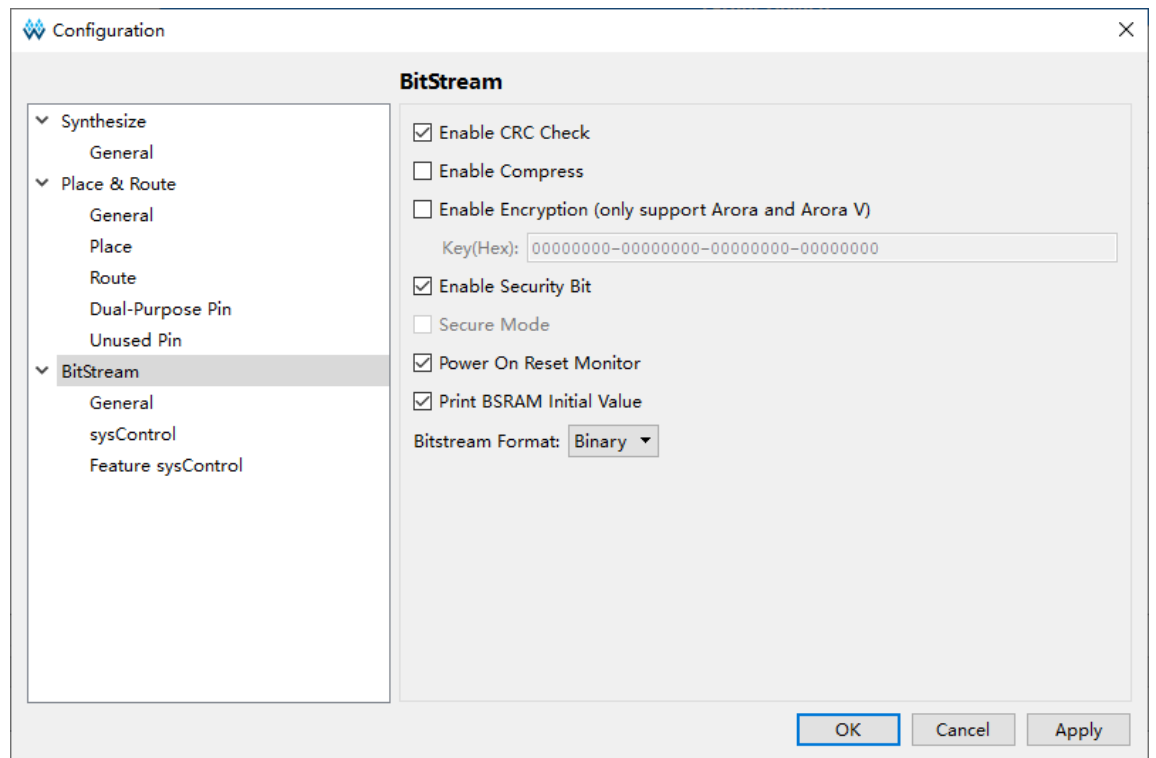 Configuration
BitStream
Synthesize
General
Place & Route
General
Place
Route
Dual-Purpose Pin
Unused Pin
BitStream
General
sysControl
Feature sysControl
Enable CRC Check
Enable Compress
Enable Encryption (only support Arora and Arora V)
Key(Hex): 00000000-00000000-00000000-00000000
Enable Security Bit
Secure Mode
Power On Reset Monitor
Print BSRAM Initial Value
Bitstream Format: Binary
OK Cancel Apply